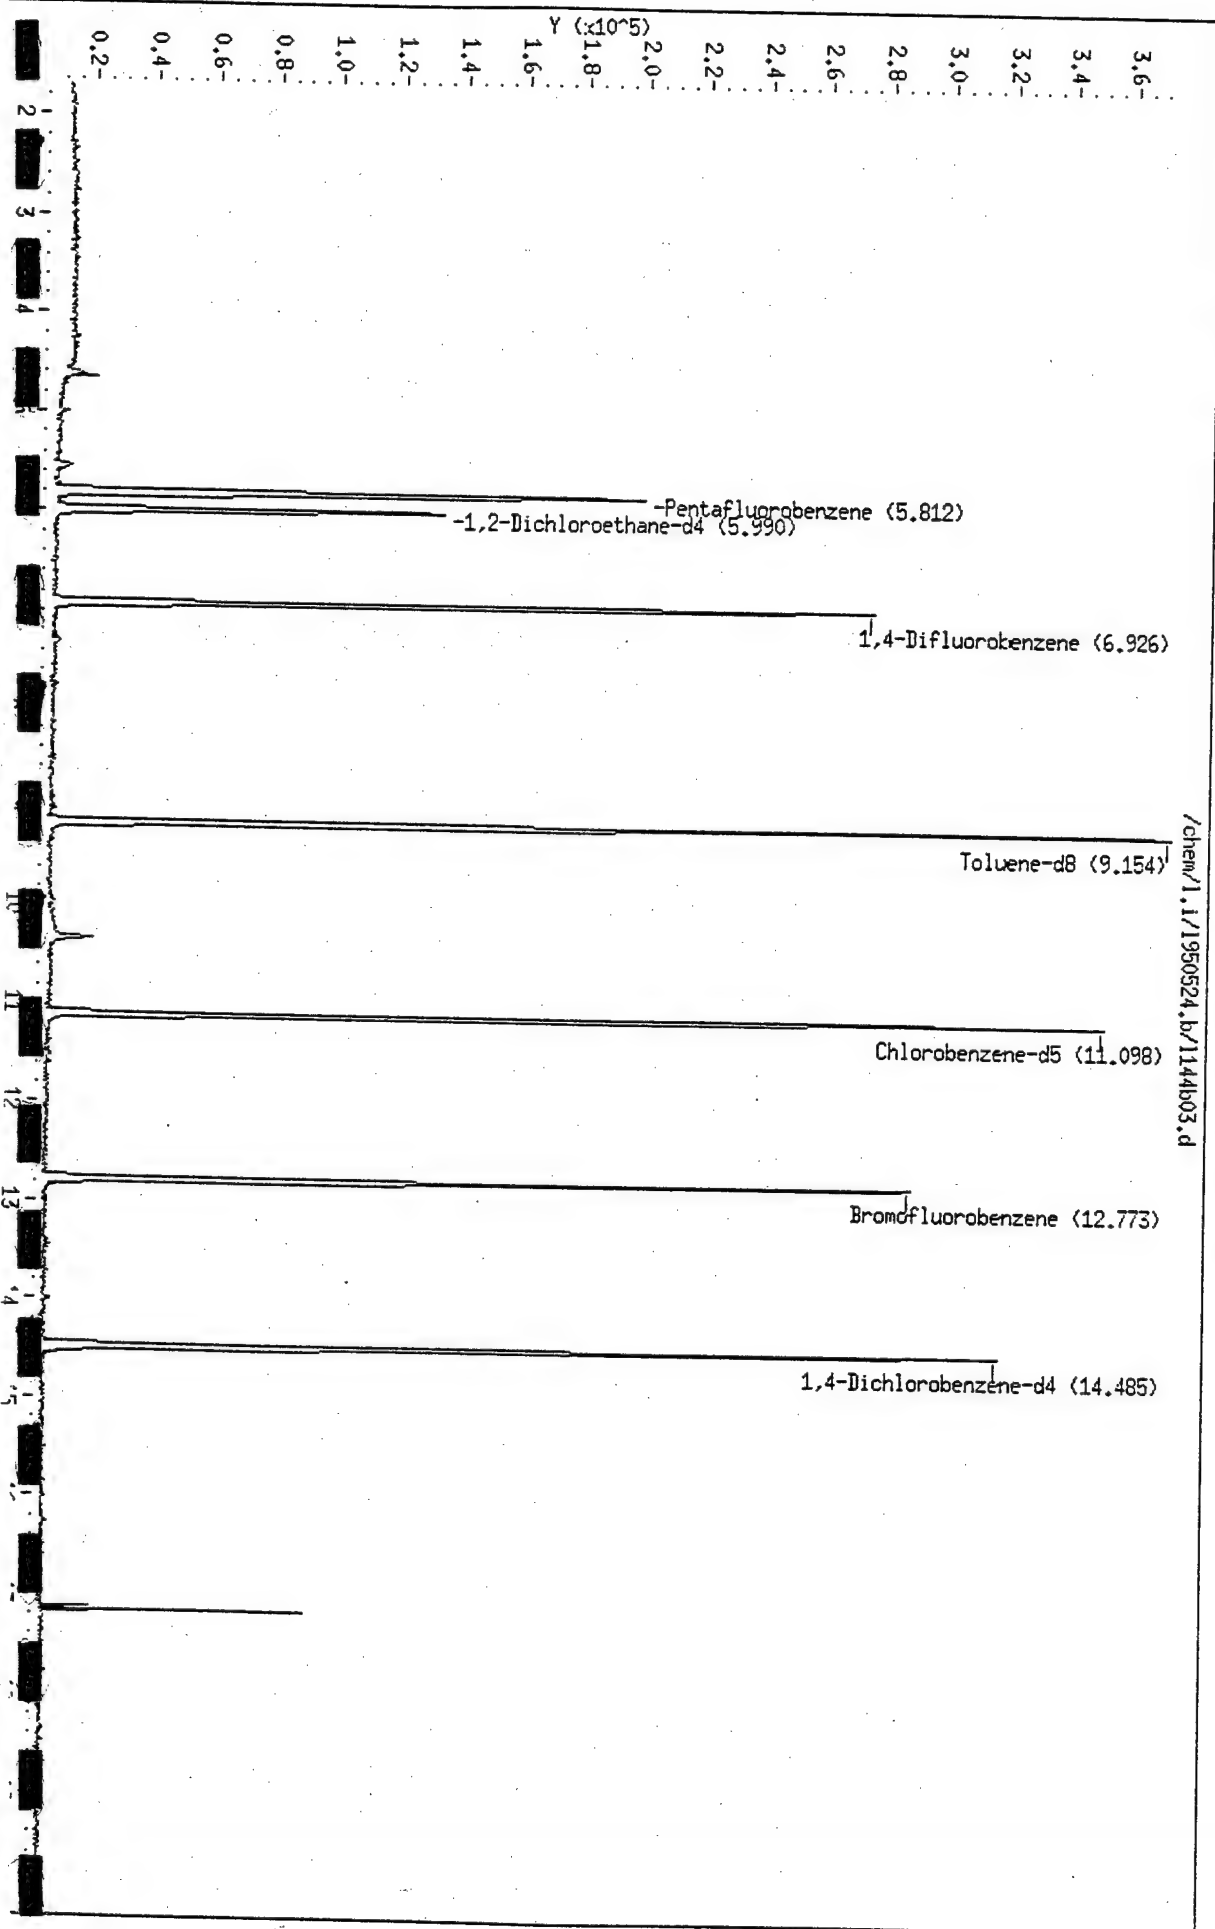 /chem/l.i/l950524.b/l144b03.d
Y (x10^5)
0.2-
0.4-
0.6-
0.8-
1.0-
1.2-
1.4-
1.6-
1.8-
2.0-
2.2-
2.4-
2.6-
2.8-
3.0-
3.2-
3.4-
3.6-
-Pentafluorobenzene (5.812)
-1,2-Dichloroethane-d4 (5.990)
1,4-Difluorobenzene (6.926)
Toluene-d8 (9.154)
Chlorobenzene-d5 (11.098)
Bromofluorobenzene (12.773)
1,4-Dichlorobenzene-d4 (14.485)
2
3
4
10
11
12
13